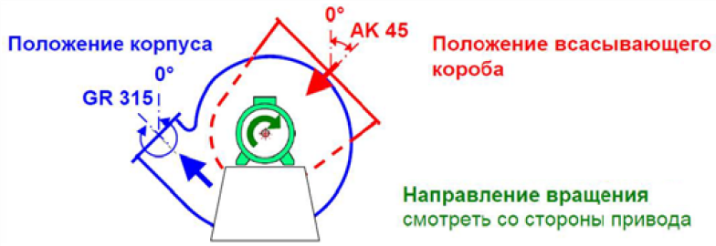 0°
AK 45
Положение корпуса
Положение всасывающего
короба
0°
GR 315
Направление вращения
смотреть со стороны привода